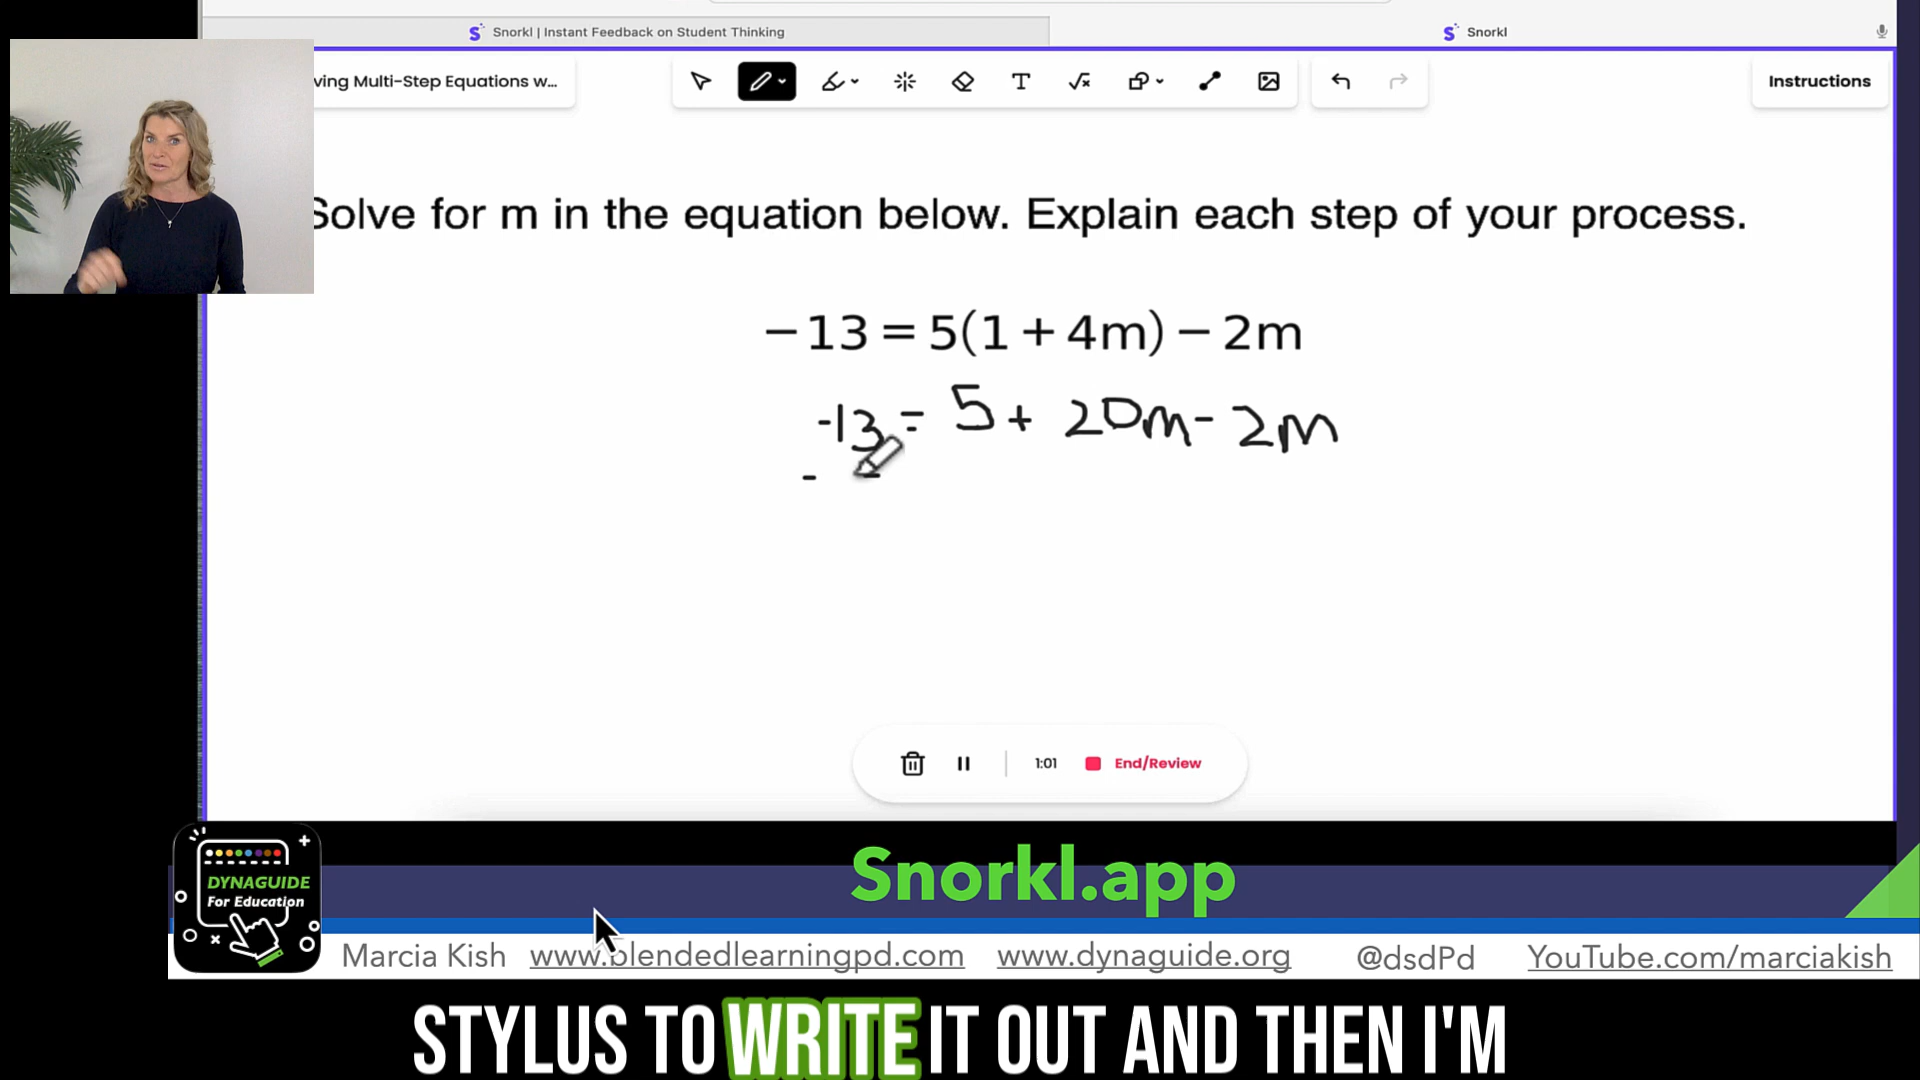 Snorkl | Instant Feedback on Student Thinking
Snorkl
ving Multi-Step Equations w...
T
√x
Instructions
Solve for m in the equation below. Explain each step of your process.
−13 = 5(1 + 4m) − 2m
-13 = 5 + 20m - 2m
-
1:01
End/Review
Snorkl.app
DYNAGUIDE
For Education
Marcia Kish www.blendedlearningpd.com www.dynaguide.org @dsdPd YouTube.com/marciakish
STYLUS TO WRITE IT OUT AND THEN I'M